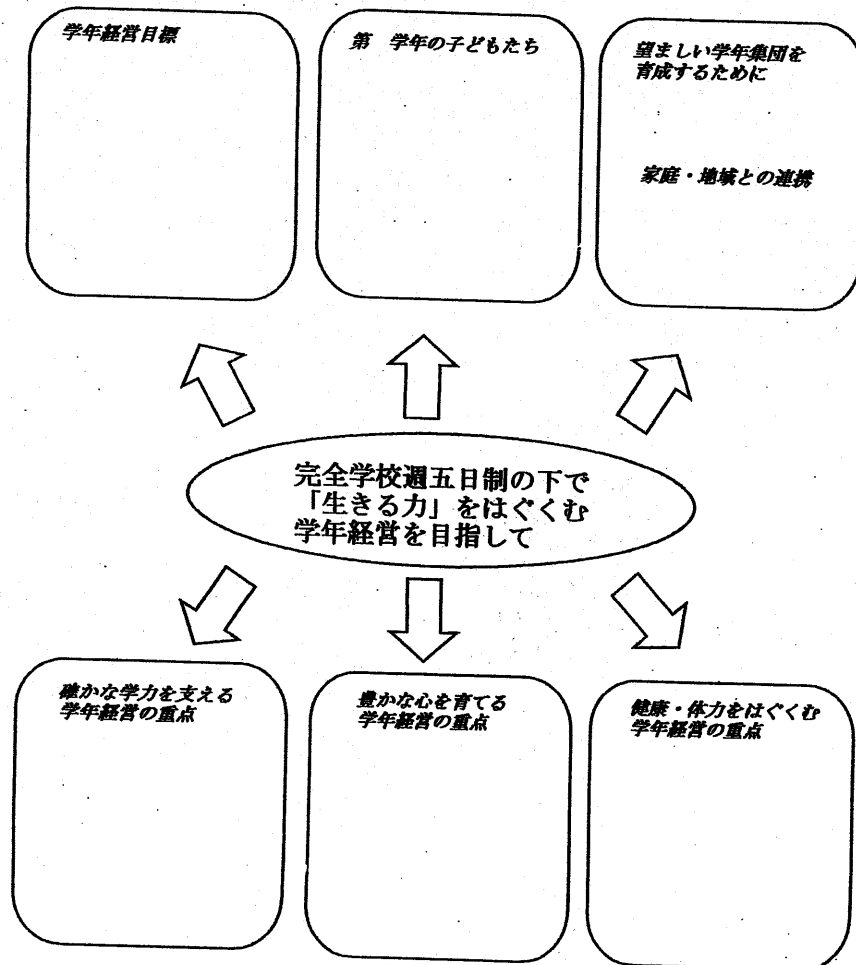 学年経営目標
第　学年の子どもたち
望ましい学年集団を
育成するために
家庭・地域との連携
完全学校週五日制の下で
「生きる力」をはぐくむ
学年経営を目指して
確かな学力を支える
学年経営の重点
豊かな心を育てる
学年経営の重点
健康・体力をはぐくむ
学年経営の重点